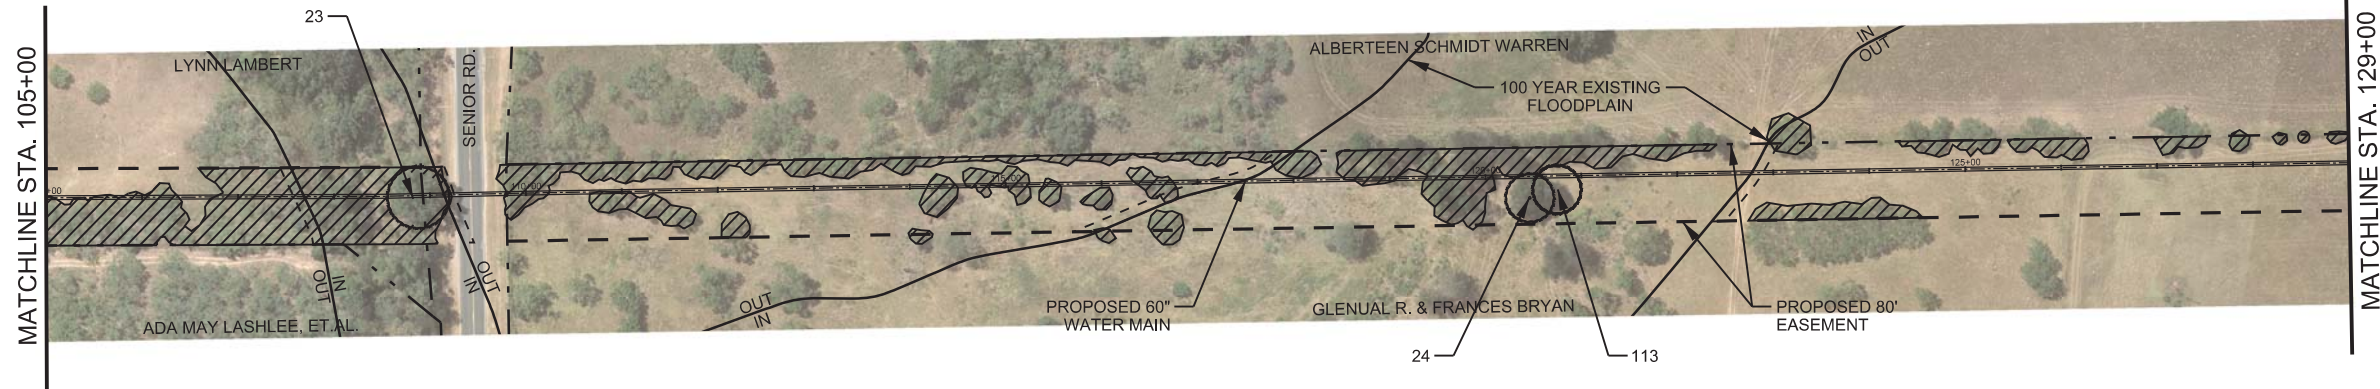 23
MATCHLINE STA. 105+00
LYNN LAMBERT
SENIOR RD.
ALBERTEEN SCHMIDT WARREN
100 YEAR EXISTING
FLOODPLAIN
IN
OUT
MATCHLINE STA. 129+00
+00
110+00
115+00
120+00
125+00
OUT
IN
OUT
IN
OUT
IN
ADA MAY LASHLEE, ET.AL.
PROPOSED 60"
WATER MAIN
GLENUAL R. & FRANCES BRYAN
PROPOSED 80'
EASEMENT
24
113